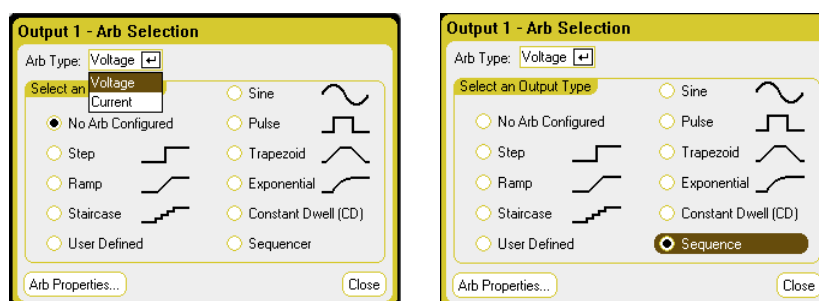 Output 1 - Arb Selection
Arb Type: Voltage
Voltage
Current
Select an
No Arb Configured
Step
Ramp
Staircase
User Defined
Sine
Pulse
Trapezoid
Exponential
Constant Dwell (CD)
Sequencer
Arb Properties...
Close
Output 1 - Arb Selection
Arb Type: Voltage
Select an Output Type
No Arb Configured
Step
Ramp
Staircase
User Defined
Sine
Pulse
Trapezoid
Exponential
Constant Dwell (CD)
Sequence
Arb Properties...
Close